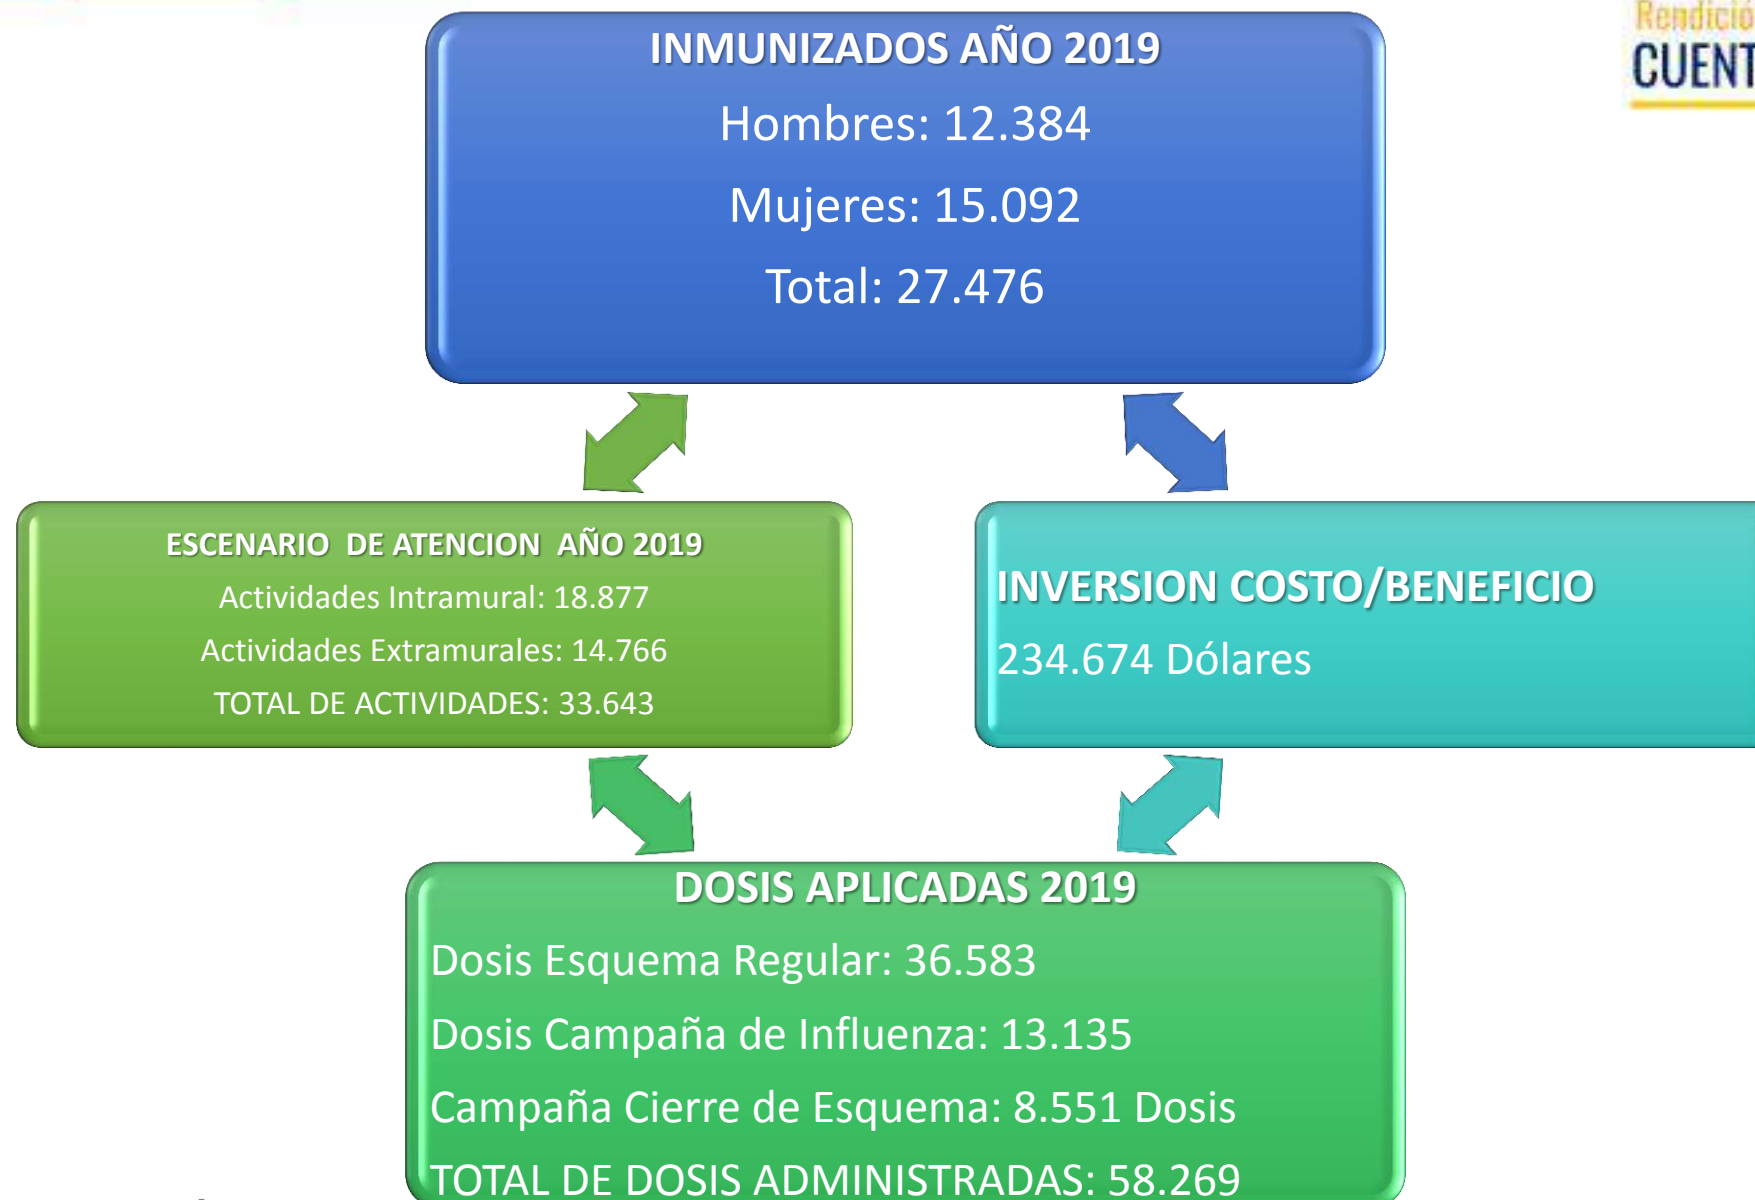 CUENT
INMUNIZADOS AÑO 2019
Hombres: 12.384
Mujeres: 15.092
Total: 27.476
ESCENARIO DE ATENCION AÑO 2019
Actividades Intramural: 18.877
Actividades Extramurales: 14.766
TOTAL DE ACTIVIDADES: 33.643
INVERSION COSTO/BENEFICIO
234.674 Dólares
DOSIS APLICADAS 2019
Dosis Esquema Regular: 36.583
Dosis Campaña de Influenza: 13.135
Campaña Cierre de Esquema: 8.551 Dosis
TOTAL DE DOSIS ADMINISTRADAS: 58.269